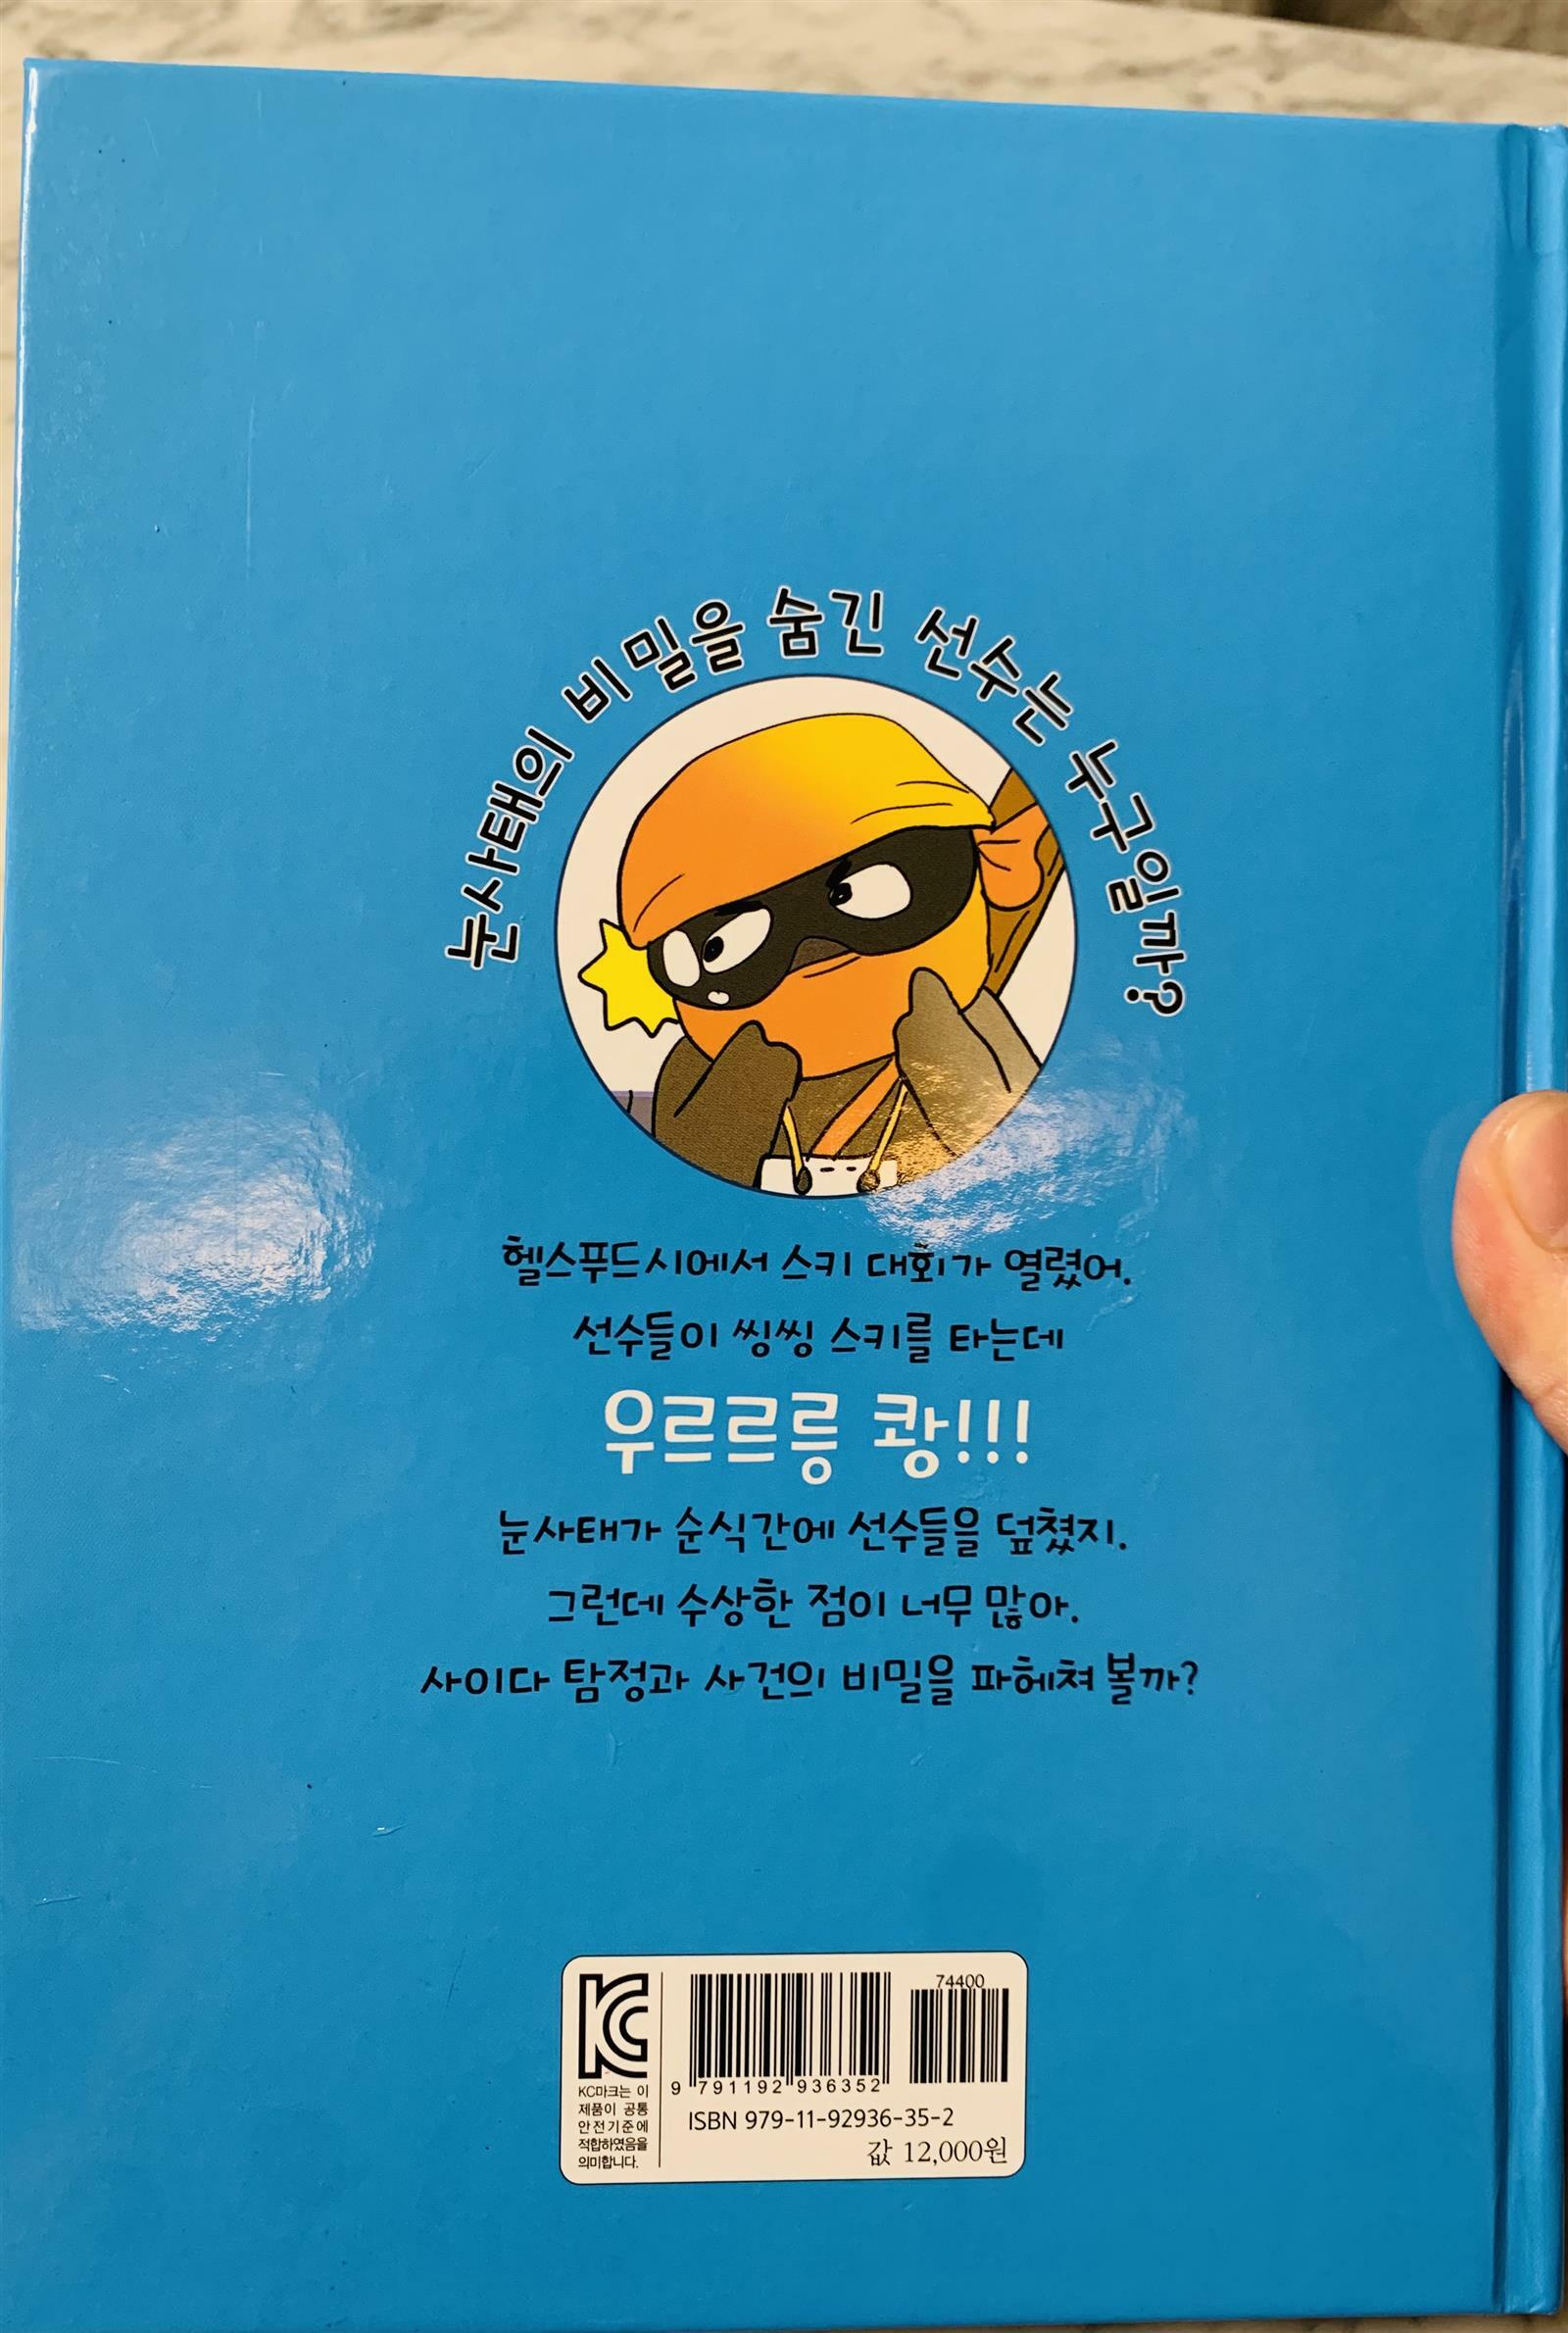 눈사태의 비밀을 숨긴 선수는 누구일까?
헬스푸드시에서 스키 대회가 열렸어.
선수들이 씽씽 스키를 타는데
우르르릉 쾅!!!
눈사태가 순식간에 선수들을 덮쳤지.
그런데 수상한 점이 너무 많아.
사이다 탐정과 사건의 비밀을 파헤쳐 볼까?
KC
KC마크는 이
제품이 공통
안전기준에
적합하였음을
의미합니다.
74400
9 791192 936352
ISBN 979-11-92936-35-2
값 12,000원